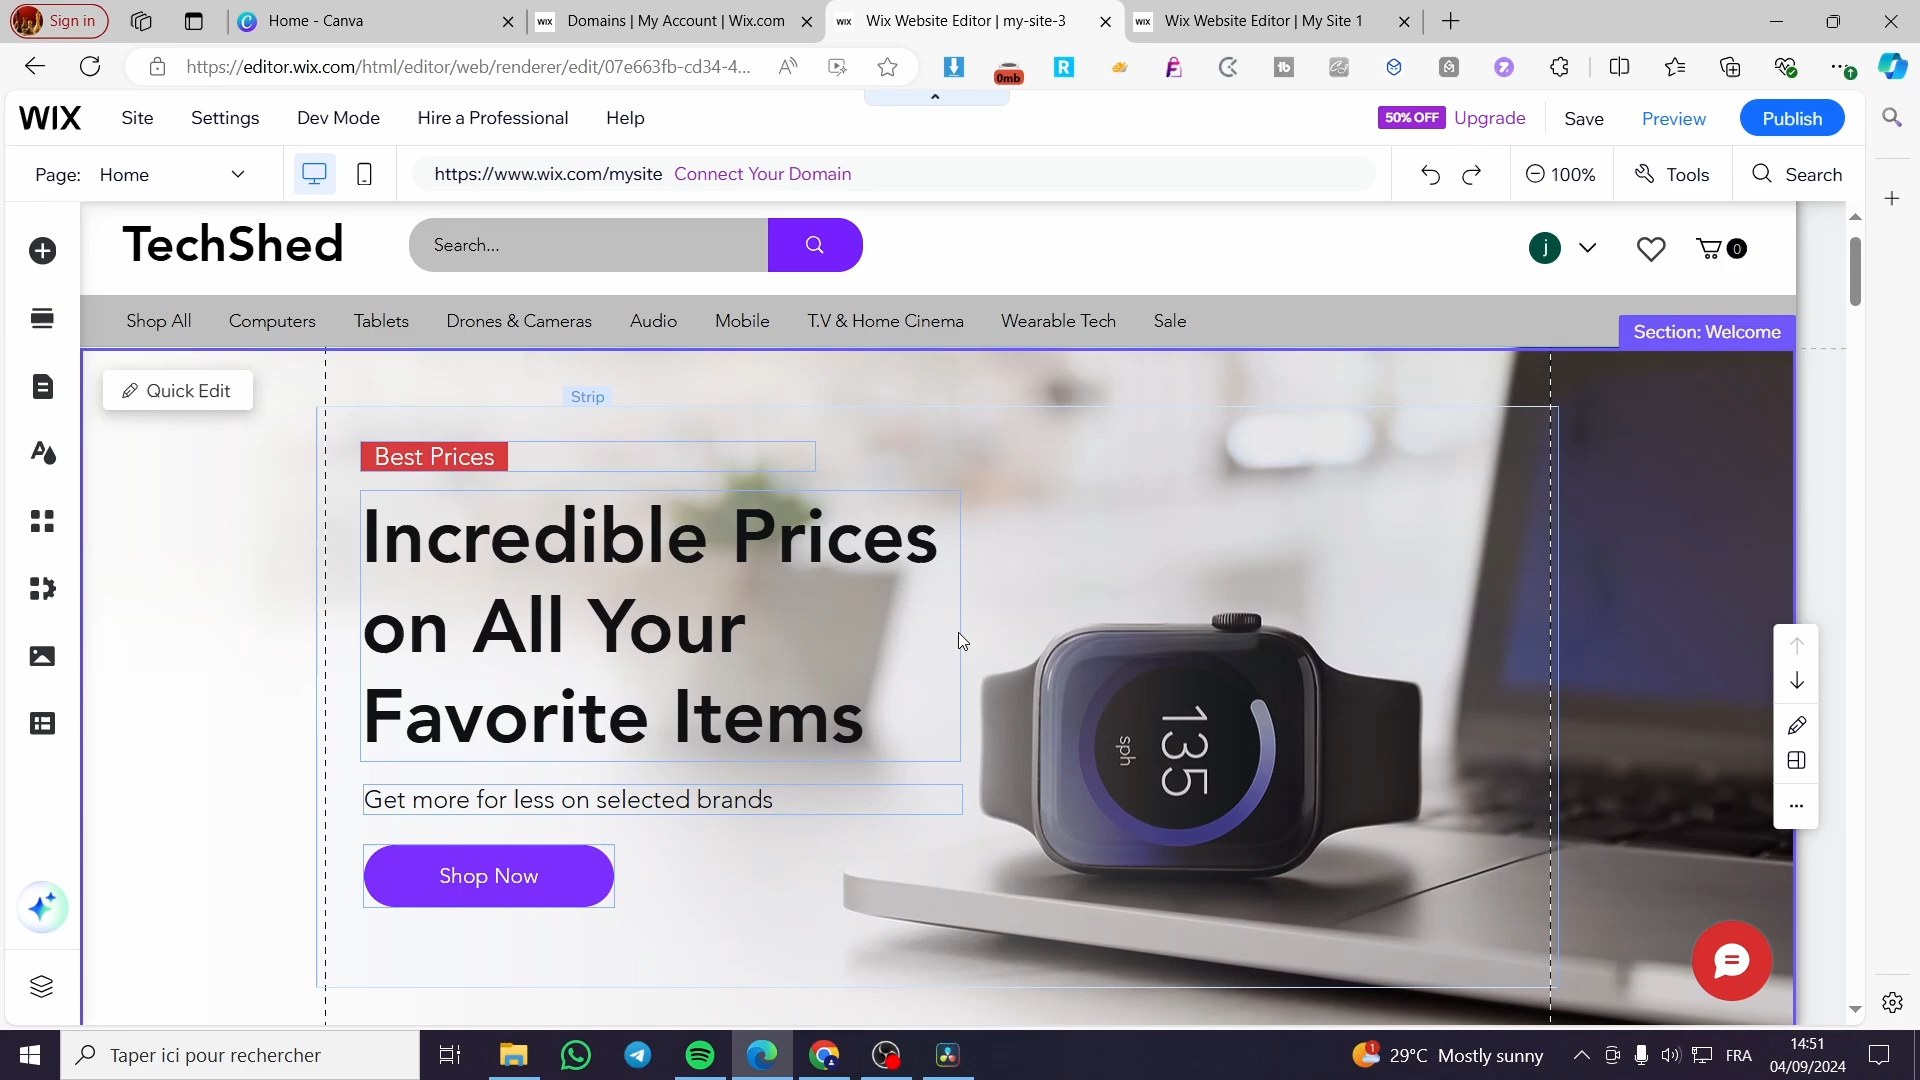 Sign in
Home - Canva
WIX Domains | My Account | Wix.com
WIX Wix Website Editor | my-site-3
WIX Wix Website Editor | My Site 1
https://editor.wix.com/html/editor/web/renderer/edit/07e663fb-cd34-4...
0mb
WIX
Site
Settings
Dev Mode
Hire a Professional
Help
50% OFF
Upgrade
Save
Preview
Publish
Page: Home
https://www.wix.com/mysite Connect Your Domain
100%
Tools
Search
TechShed
Search...
j
0
Shop All
Computers
Tablets
Drones & Cameras
Audio
Mobile
T.V & Home Cinema
Wearable Tech
Sale
Section: Welcome
Quick Edit
Strip
Best Prices
Incredible Prices
on All Your
Favorite Items
135
sph
Get more for less on selected brands
Shop Now
Taper ici pour rechercher
1
29°C Mostly sunny
FRA
14:51
04/09/2024